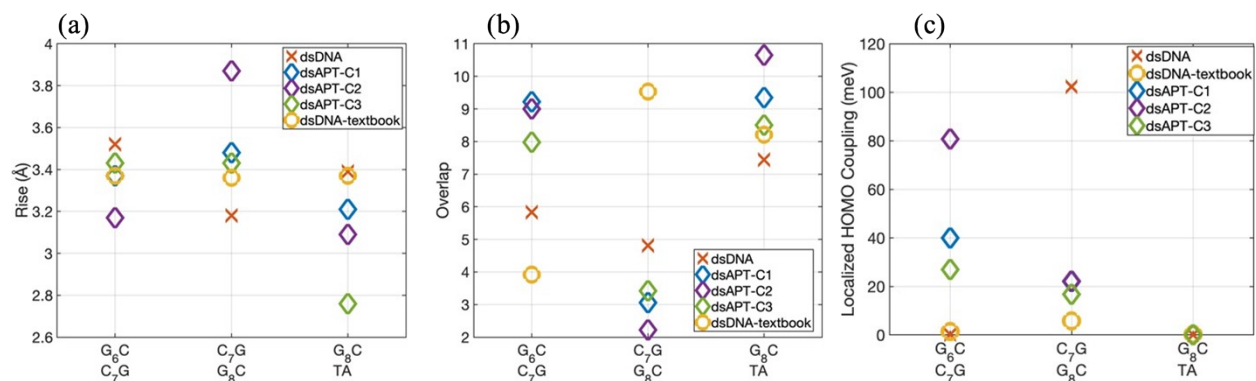 (a)
Rise (Å)
4
3.8
3.6
3.4
3.2
3
2.8
2.6
dsDNA
dsAPT-C1
dsAPT-C2
dsAPT-C3
dsDNA-textbook
G₆C
C₇G
C₇G
G₈C
G₈C
TA
(b)
Overlap
11
10
9
8
7
6
5
4
3
2
dsDNA
dsAPT-C1
dsAPT-C2
dsAPT-C3
dsDNA-textbook
G₆C
C₇G
C₇G
G₈C
G₈C
TA
(c)
Localized HOMO Coupling (meV)
120
100
80
60
40
20
0
dsDNA
dsDNA-textbook
dsAPT-C1
dsAPT-C2
dsAPT-C3
G₆C
C₇G
C₇G
G₈C
G₈C
TA